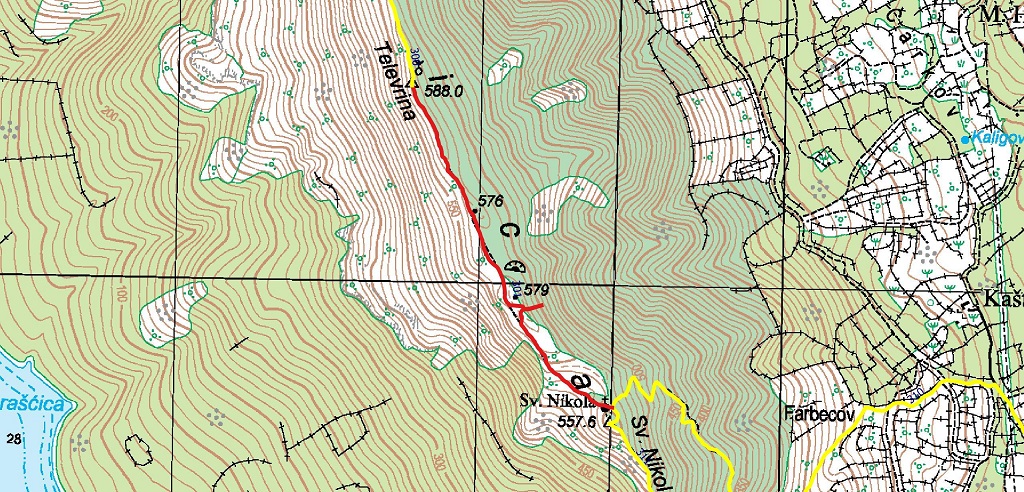 M.H
Televrina
588.0
i
200
576
550
c
Kaligov
579
100
Kaš
a
Sv. Nikola
557.6
Sv. Nikol
Farbecov
rašćica
28
300
450